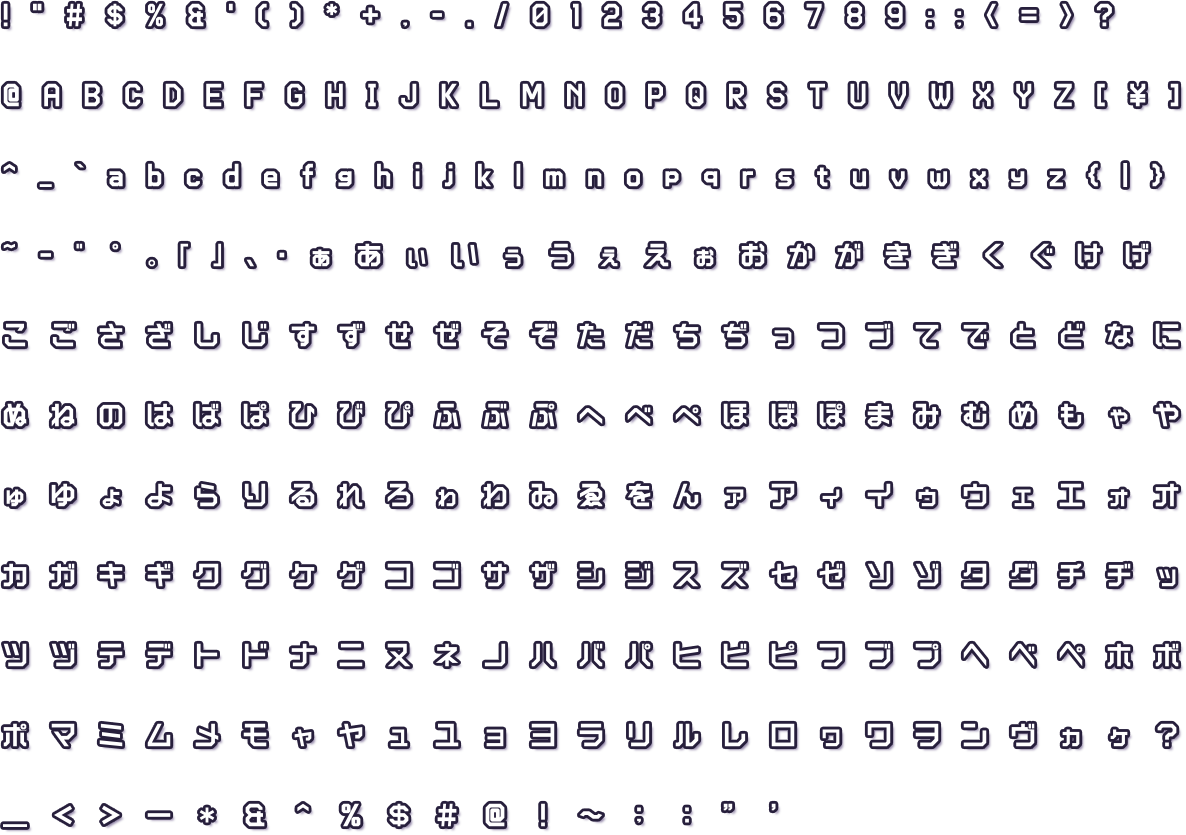 ! " # $ % & ' ( ) * + . - . / 0 1 2 3 4 5 6 7 8 9 : : 《 = 》 ?
@ A B C D E F G H I J K L M N O P Q R S T U V W X Y Z [ ¥ ]
^ _ ` a b c d e f g h i j k l m n o p q r s t u v w x y z { | }
~ - " ° 。 「 」 、 · ぁ あ ぃ い ぅ う ぇ え ぉ お か が き ぎ く ぐ け げ
こ ご さ ざ し じ す ず せ ぜ そ ぞ た だ ち ぢ っ つ づ て で と ど な に
ぬ ね の は ば ぱ ひ び ぴ ふ ぶ ぷ へ べ ぺ ほ ぼ ぽ ま み む め も ゃ や
ゅ ゆ ょ よ ら り る れ ろ ゎ わ ゐ ゑ を ん ァ ア ィ イ ゥ ウ ェ エ ォ オ
カ ガ キ ギ ク グ ケ ゲ コ ゴ サ ザ シ ジ ス ズ セ ゼ ソ ゾ タ ダ チ ヂ ッ
ツ ヅ テ デ ト ド ナ ニ ヌ ネ ノ ハ バ パ ヒ ビ ピ フ ブ プ ヘ ベ ペ ホ ボ
ポ マ ミ ム メ モ ャ ヤ ュ ユ ョ ヨ ラ リ ル レ ロ ヮ ワ ヲ ン ヴ ヵ ヶ ?
_ < > ー * & ^ % $ # @ ! ~ : : " '